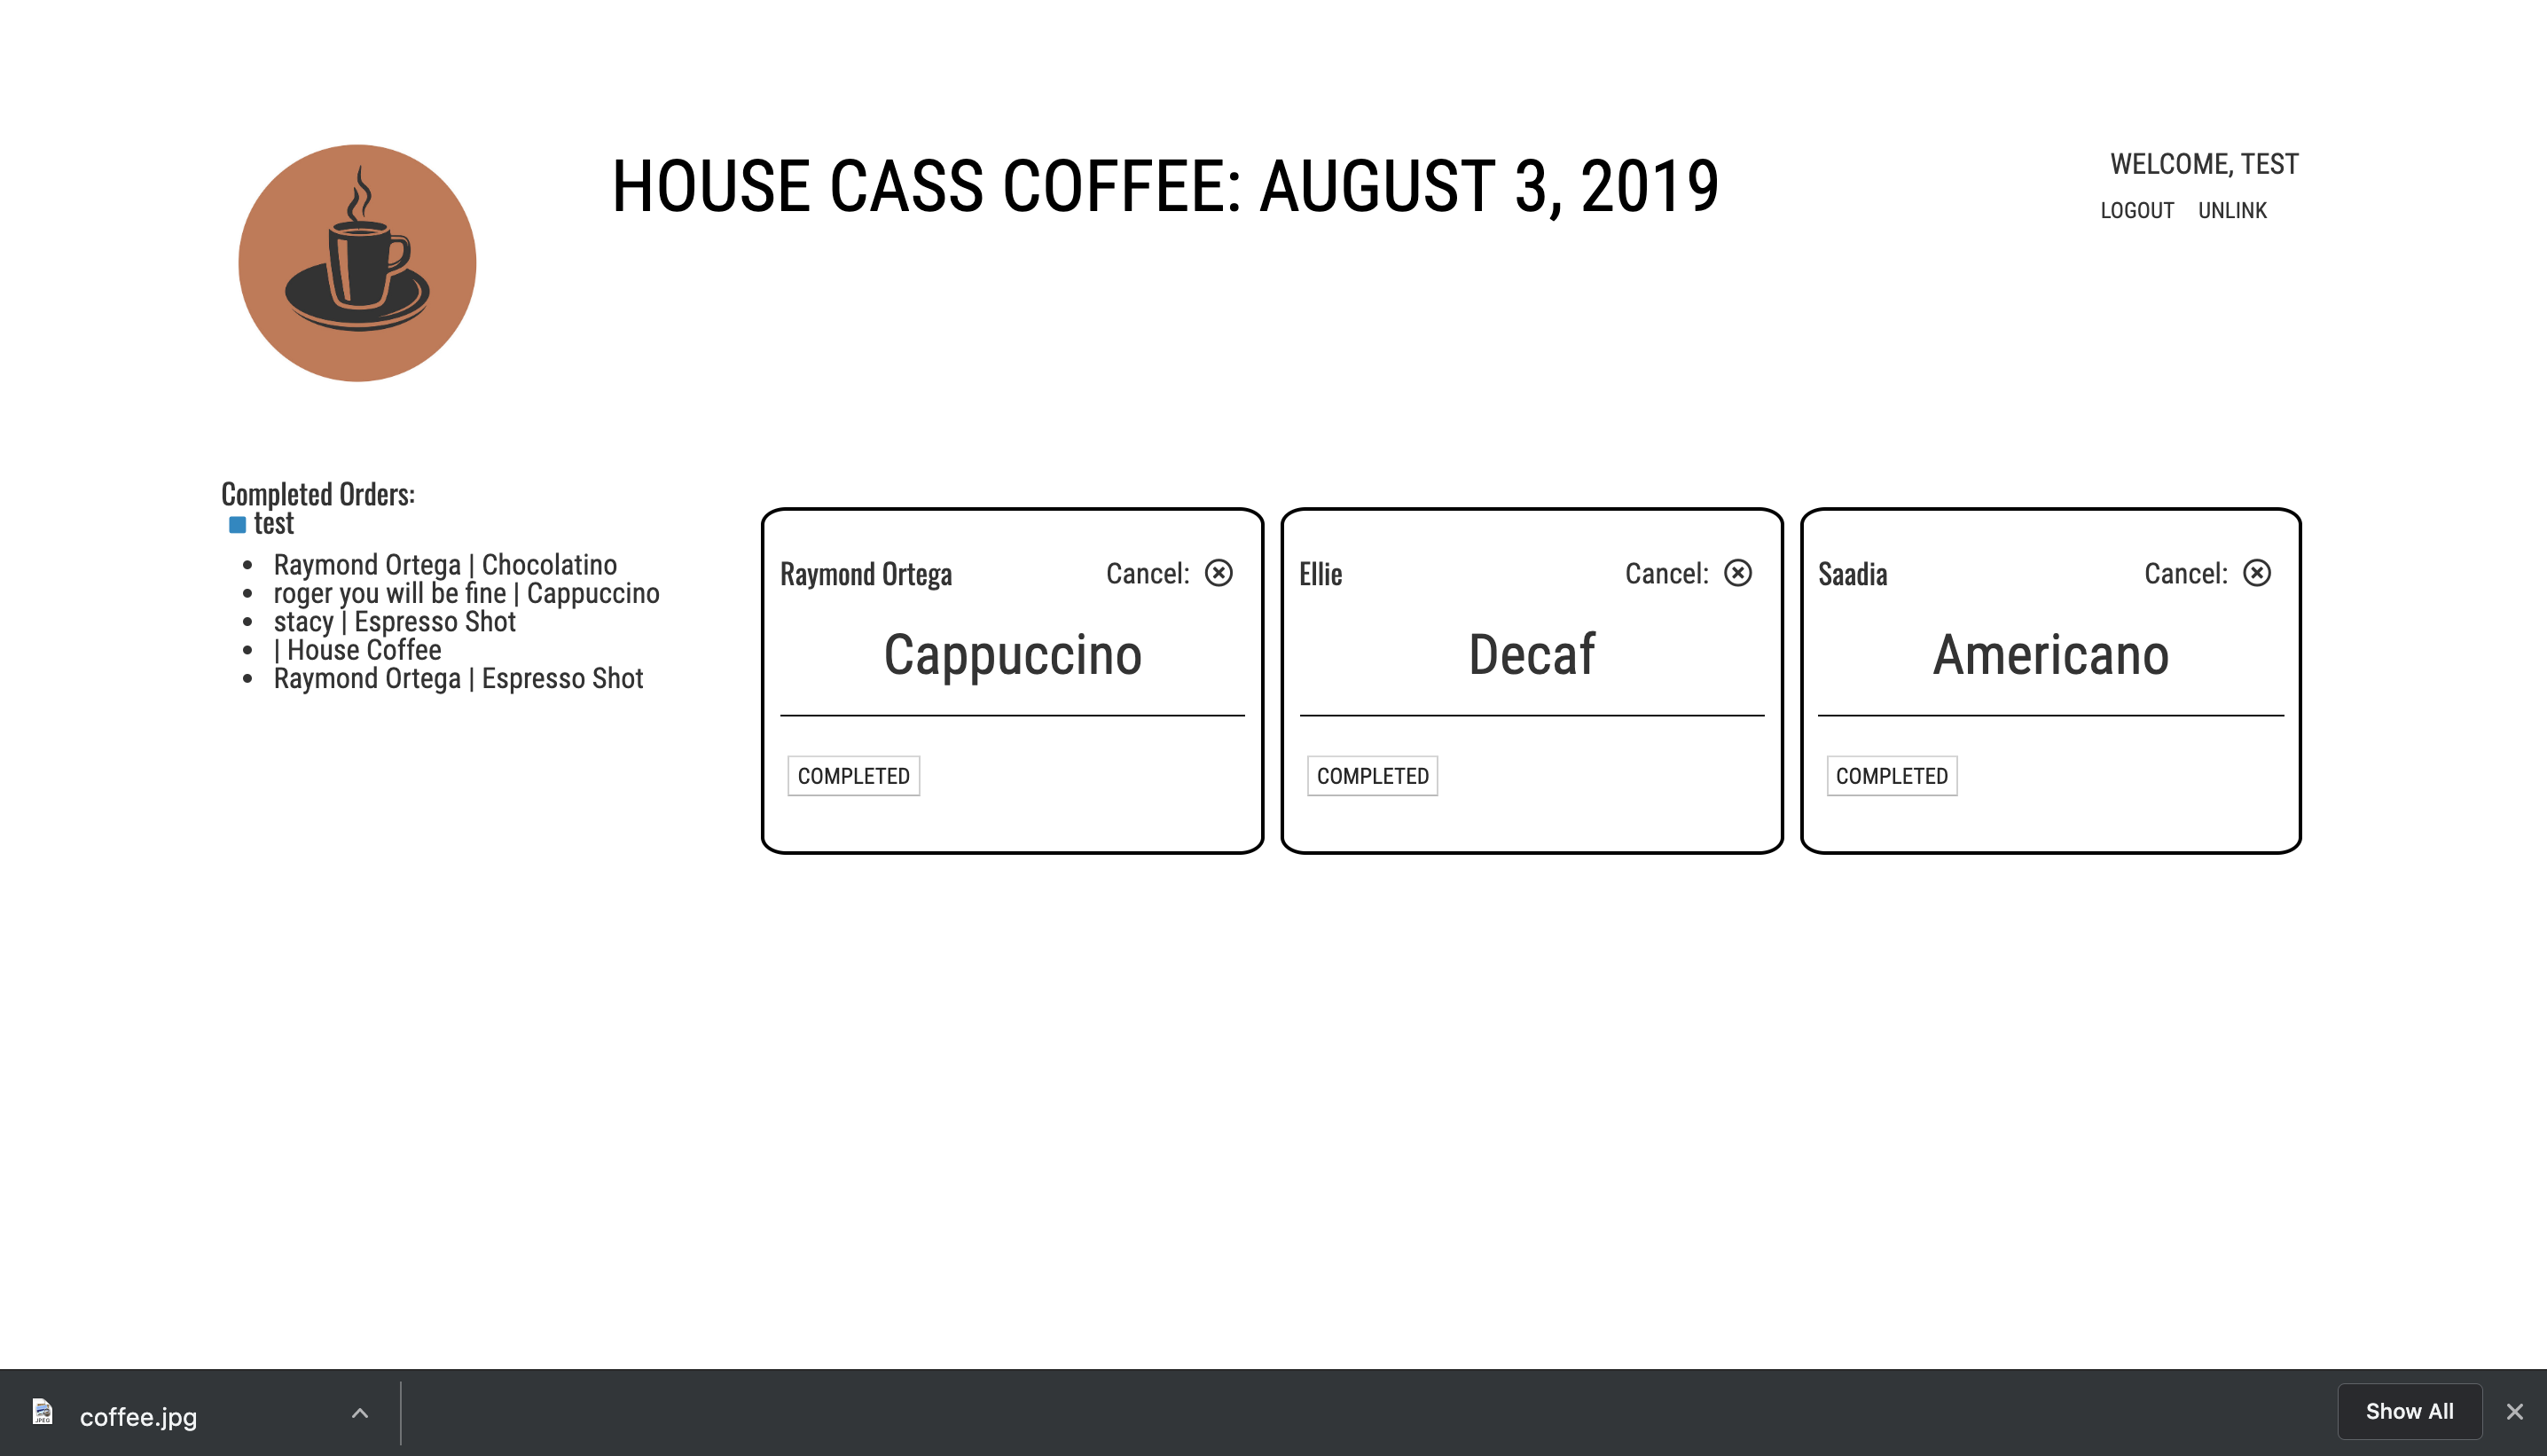 HOUSE CASS COFFEE: AUGUST 3, 2019
WELCOME, TEST
LOGOUT UNLINK
Completed Orders:
test
Raymond Ortega | Chocolatino
roger you will be fine | Cappuccino
stacy | Espresso Shot
| House Coffee
Raymond Ortega | Espresso Shot
Raymond Ortega Cancel:
Cappuccino
COMPLETED
Ellie Cancel:
Decaf
COMPLETED
Saadia Cancel:
Americano
COMPLETED
JPEG
coffee.jpg
Show All